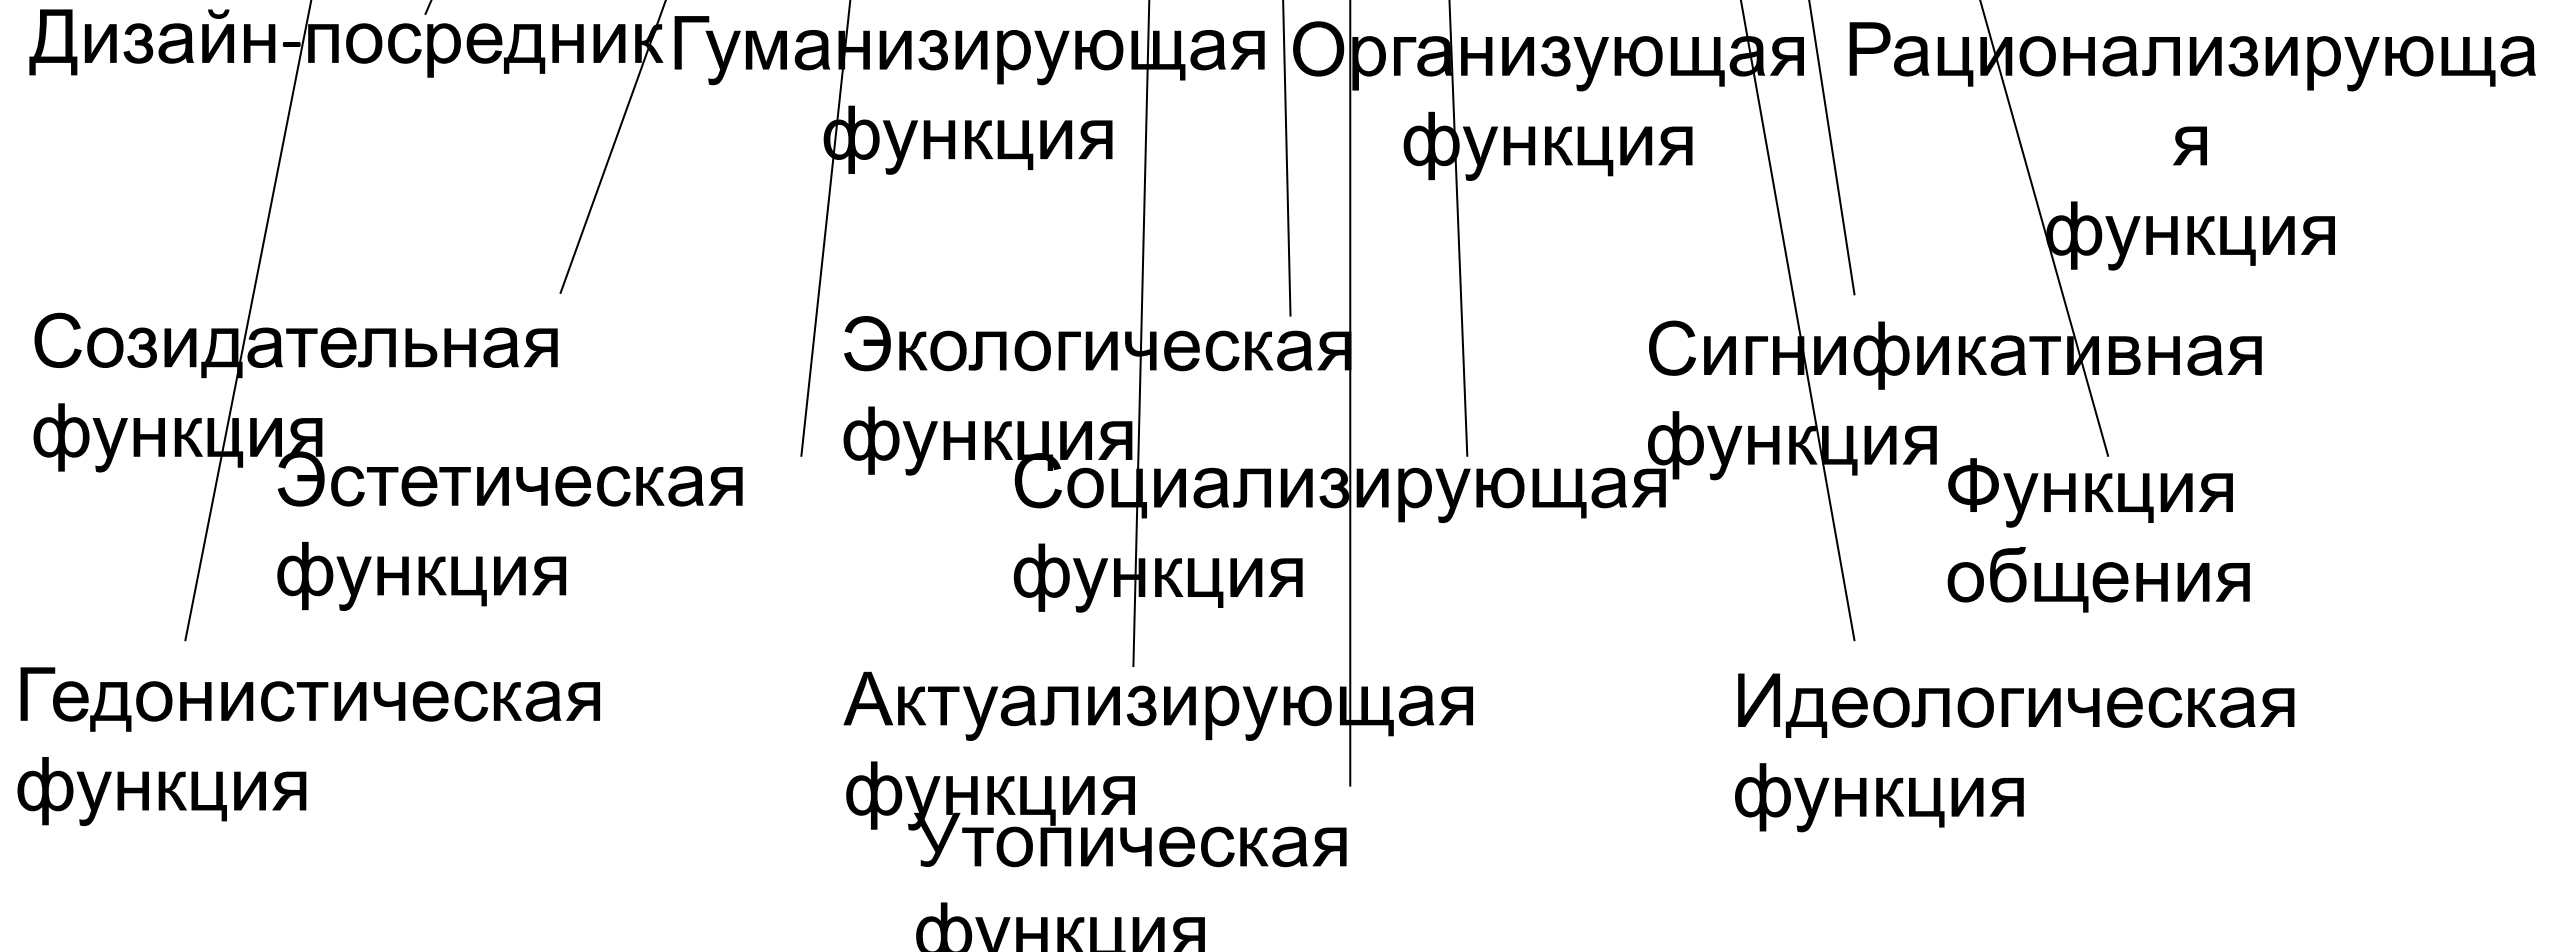 Дизайн-посредник
Гуманизирующая
функция
Организующая
функция
Рационализирующа
я
функция
Созидательная
функция
Экологическая
функция
Сигнификативная
функция
Эстетическая
функция
Социализирующая
функция
Функция
общения
Гедонистическая
функция
Актуализирующая
функция
Идеологическая
функция
Утопическая
функция